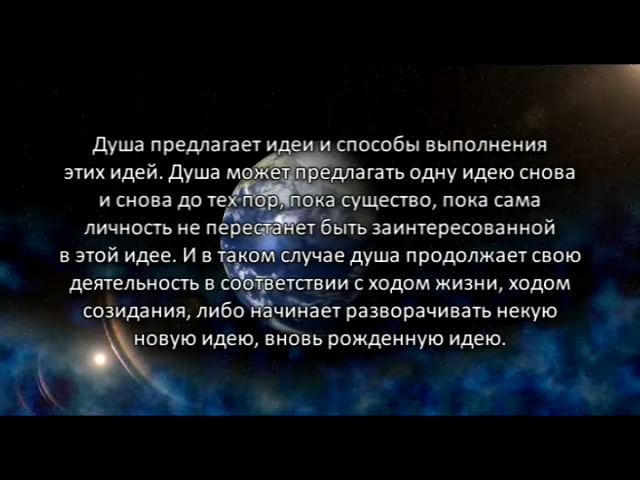 Душа предлагает идеи и способы выполнения
этих идей. Душа может предлагать одну идею снова
и снова до тех пор, пока существо, пока сама
личность не перестанет быть заинтересованной
в этой идее. И в таком случае душа продолжает свою
деятельность в соответствии с ходом жизни, ходом
созидания, либо начинает разворачивать некую
новую идею, вновь рожденную идею.